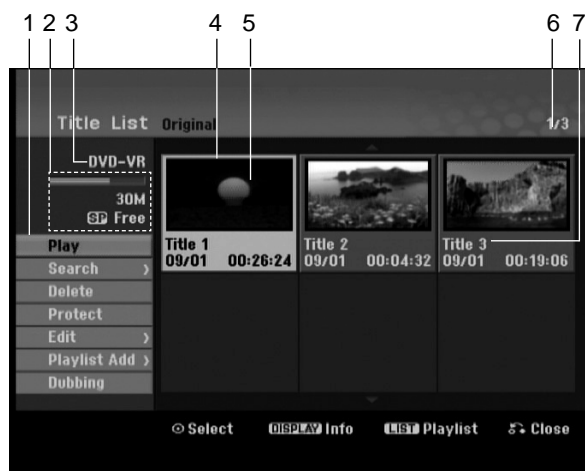 1 2 3 4 5 6 7
Title List Original 1/3
DVD-VR
30M
SP Free
Play
Search
Delete
Protect
Edit
Playlist Add
Dubbing
Title 1
09/01 00:26:24
Title 2
09/01 00:04:32
Title 3
09/01 00:19:06
Select DISPLAY Info LIST Playlist Close